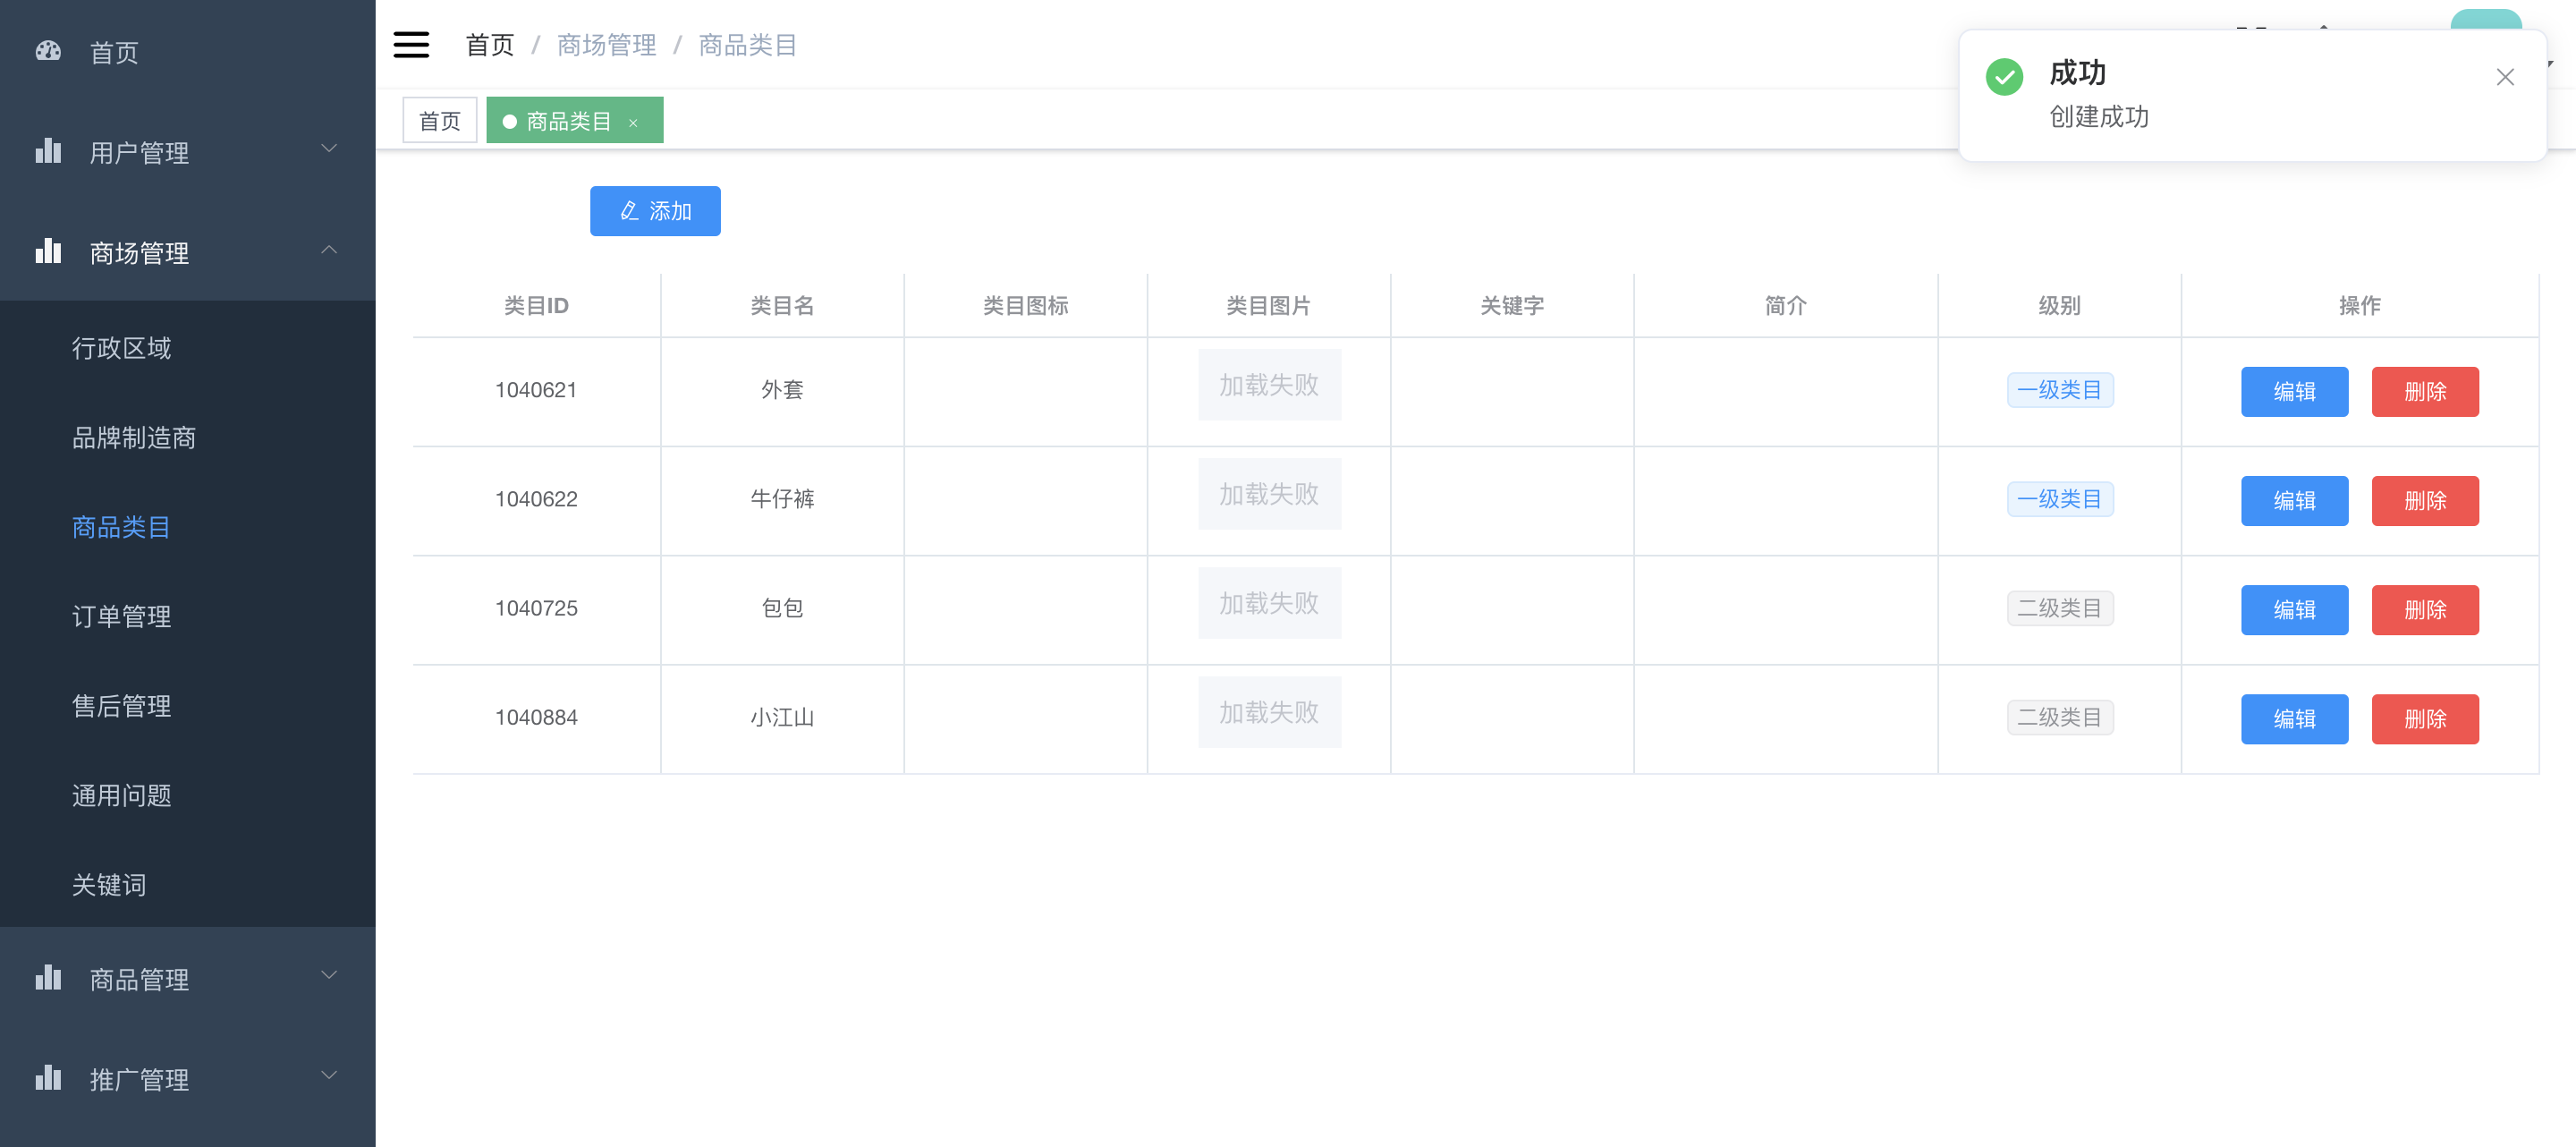 首页
用户管理
商场管理
行政区域
品牌制造商
商品类目
订单管理
售后管理
通用问题
关键词
商品管理
推广管理
首页 / 商场管理 / 商品类目
成功
创建成功
首页 商品类目 ×
添加
类目ID 类目名 类目图标 类目图片 关键字 简介 级别 操作
1040621 外套 加载失败 一级类目 编辑 删除
1040622 牛仔裤 加载失败 一级类目 编辑 删除
1040725 包包 加载失败 二级类目 编辑 删除
1040884 小江山 加载失败 二级类目 编辑 删除